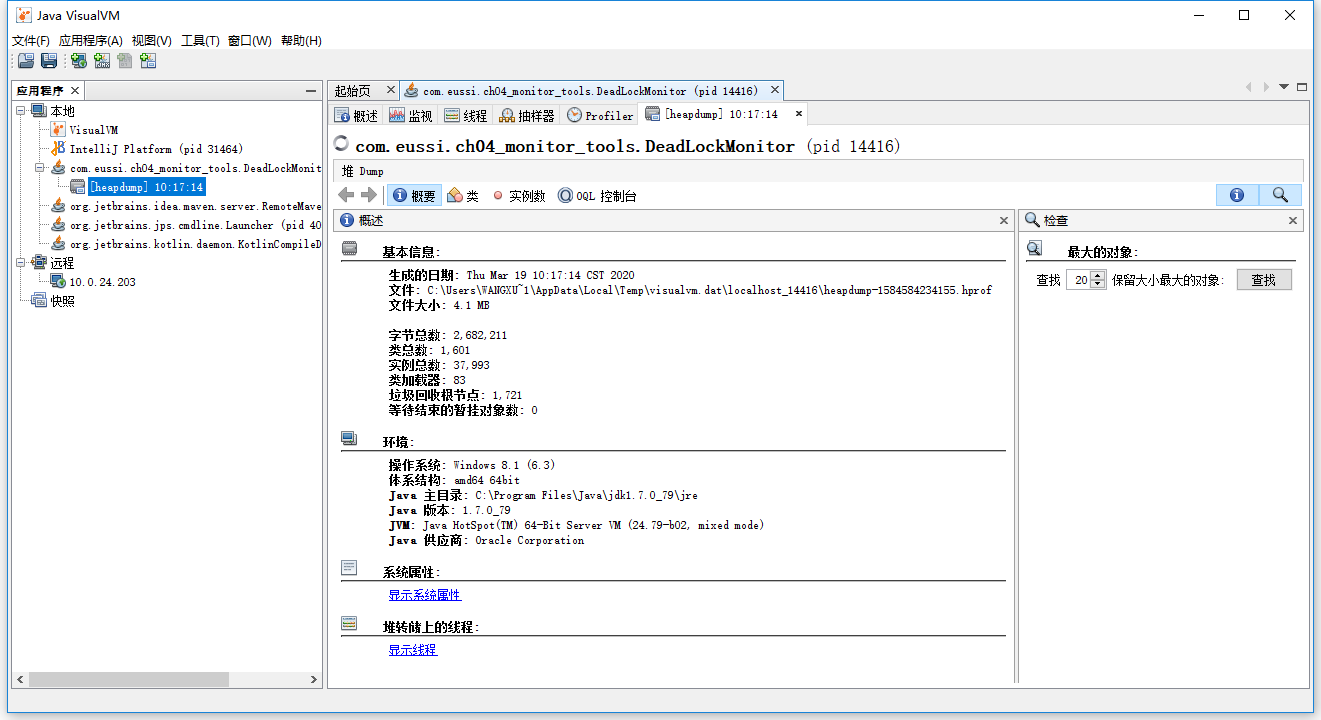 Java VisualVM
文件(F) 应用程序(A) 视图(V) 工具(T) 窗口(W) 帮助(H)
应用程序
本地
VisualVM
IntelliJ Platform (pid 31464)
com.eussi.ch04_monitor_tools.DeadLockMonit
[heapdump] 10:17:14
org.jetbrains.idea.maven.server.RemoteMave
org.jetbrains.jps.cmdline.Launcher (pid 40
org.jetbrains.kotlin.daemon.KotlinCompileD
远程
10.0.24.203
快照
起始页 com.eussi.ch04_monitor_tools.DeadLockMonitor (pid 14416)
概述 监视 线程 抽样器 Profiler [heapdump] 10:17:14
com.eussi.ch04_monitor_tools.DeadLockMonitor (pid 14416)
堆 Dump
概要 类 实例数 OQL 控制台
概述
基本信息:
生成的日期: Thu Mar 19 10:17:14 CST 2020
文件: C:\Users\WANGXU~1\AppData\Local\Temp\visualvm.dat\localhost_14416\heapdump-1584584234155.hprof
文件大小: 4.1 MB
字节总数: 2,682,211
类总数: 1,601
实例总数: 37,993
类加载器: 83
垃圾回收根节点: 1,721
等待结束的暂挂对象数: 0
环境:
操作系统: Windows 8.1 (6.3)
体系结构: amd64 64bit
Java 主目录: C:\Program Files\Java\jdk1.7.0_79\jre
Java 版本: 1.7.0_79
JVM: Java HotSpot(TM) 64-Bit Server VM (24.79-b02, mixed mode)
Java 供应商: Oracle Corporation
系统属性:
显示系统属性
堆转储上的线程:
显示线程
检查
最大的对象:
查找 20 保留大小最大的对象: 查找